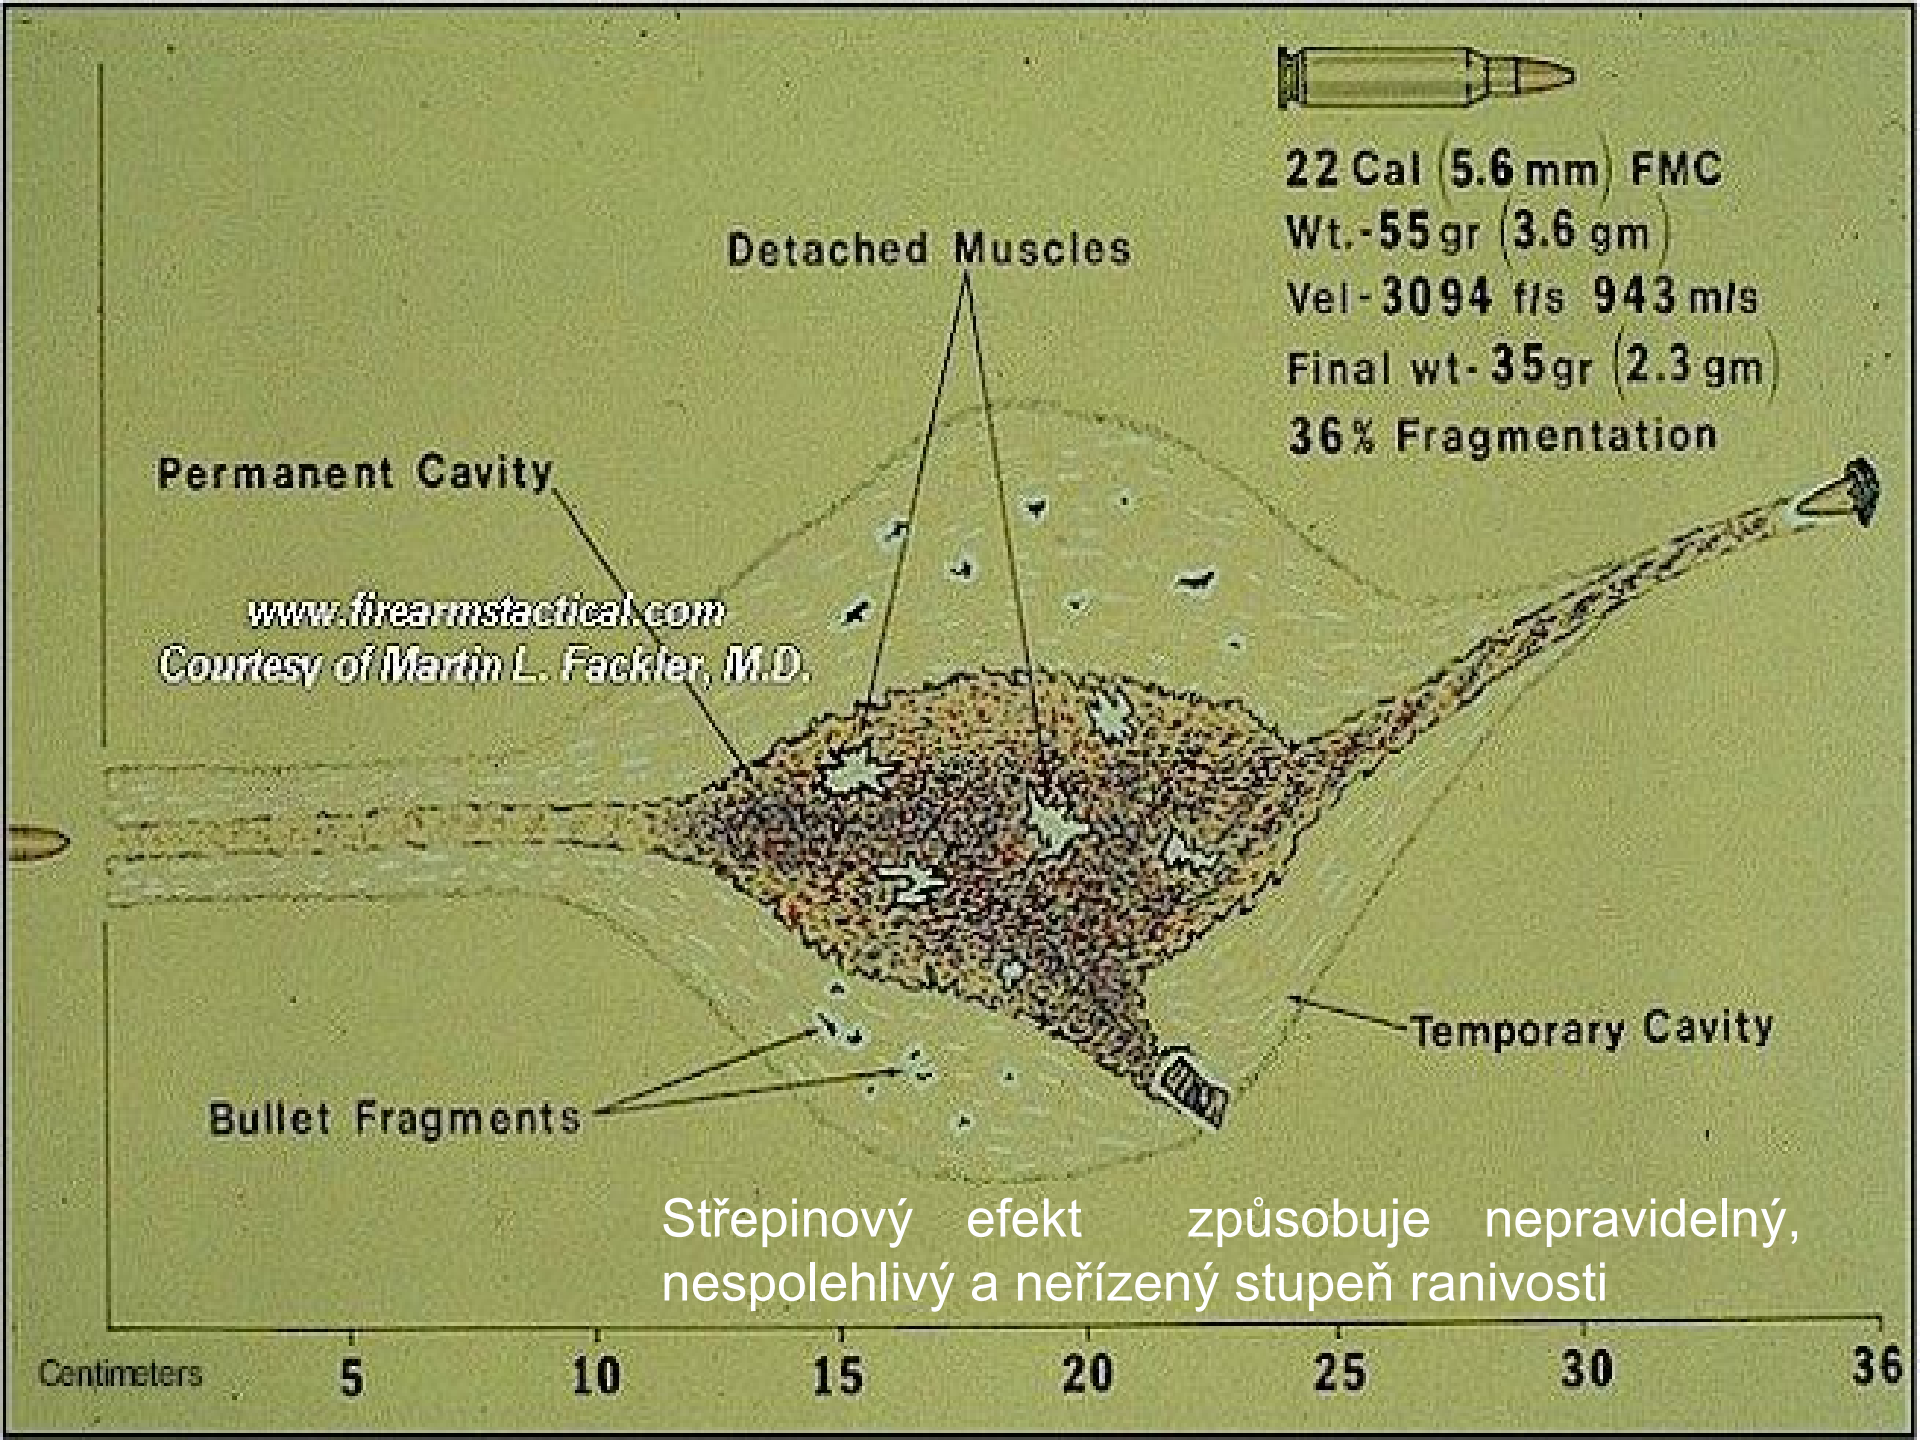 22 Cal (5.6 mm) FMC
Wt.-55 gr (3.6 gm)
Vel-3094 f/s 943 m/s
Final wt-35 gr (2.3 gm)
36% Fragmentation
Detached Muscles
Permanent Cavity
www.firearmstactical.com
Courtesy of Martin L. Fackler, M.D.
Temporary Cavity
Bullet Fragments
Střepinový efekt způsobuje nepravidelný,
nespolehlivý a neřízený stupeň ranivosti
Centimeters 5 10 15 20 25 30 36